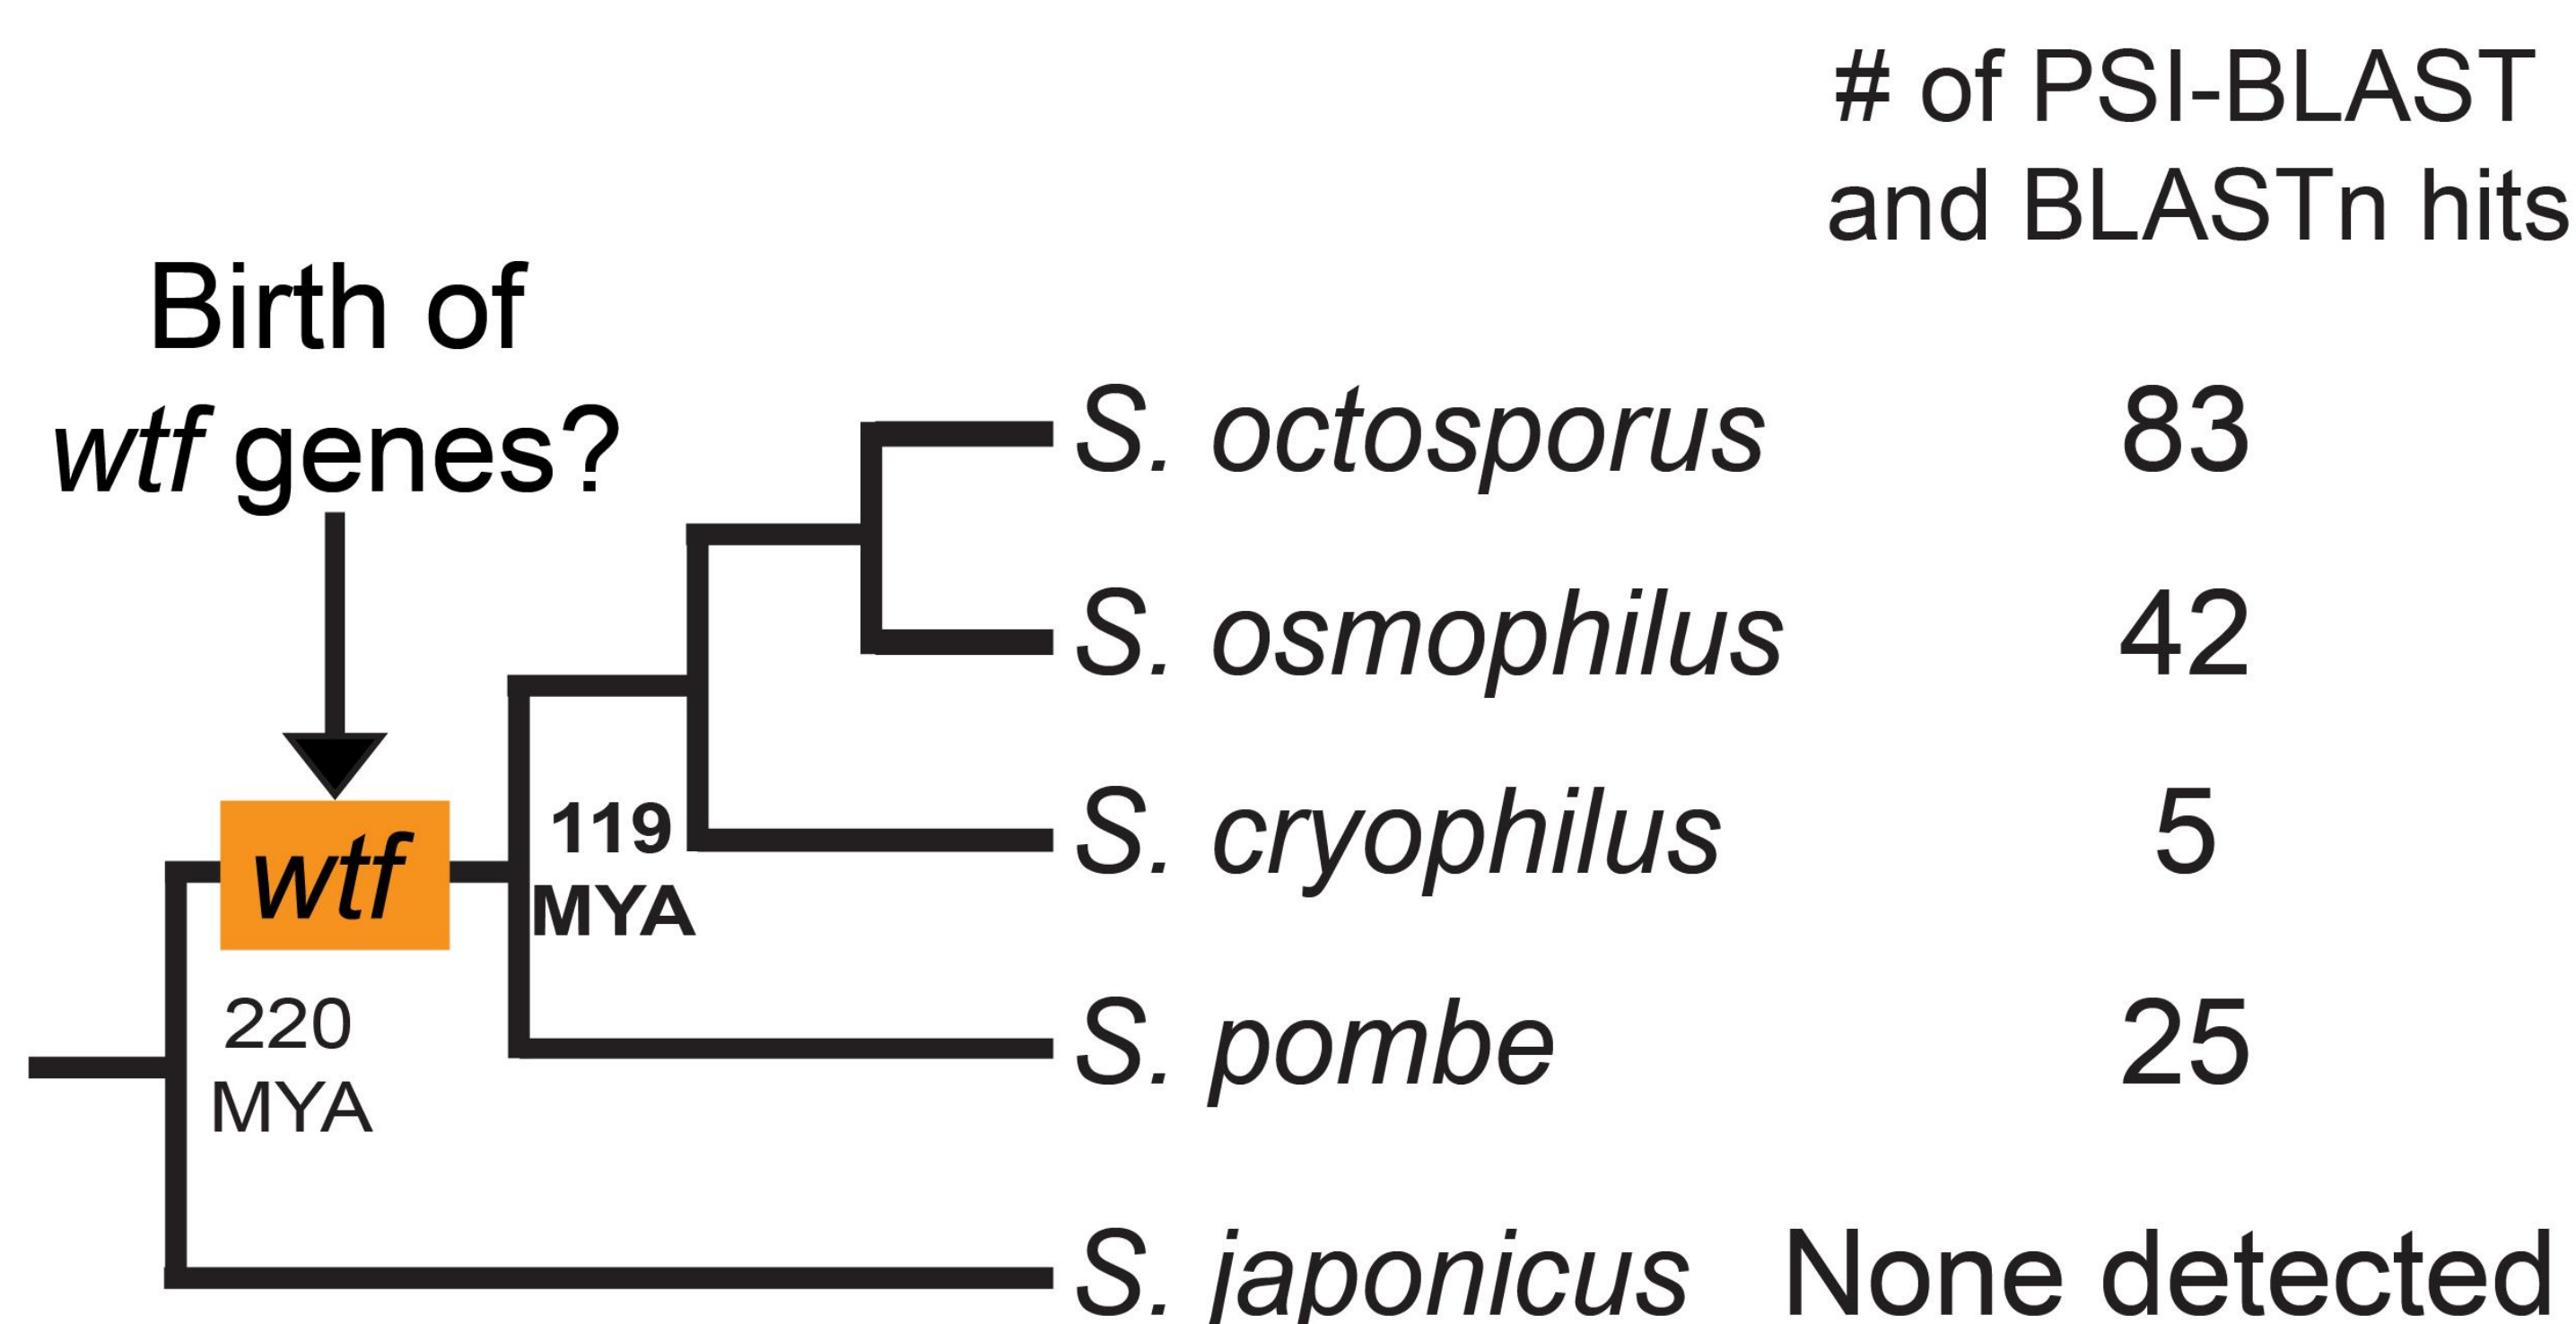 # of PSI-BLAST
and BLASTn hits
Birth of
wtf genes?
S. octosporus 83
S. osmophilus 42
119
MYA
S. cryophilus 5
wtf
220
MYA
S. pombe 25
S. japonicus None detected